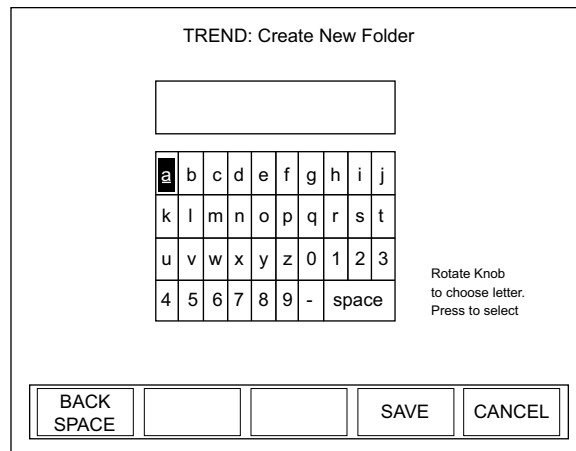 TREND: Create New Folder
a b c d e f g h i j
k l m n o p q r s t
u v w x y z 0 1 2 3
4 5 6 7 8 9 - space
Rotate Knob
to choose letter.
Press to select
BACK
SPACE
SAVE
CANCEL